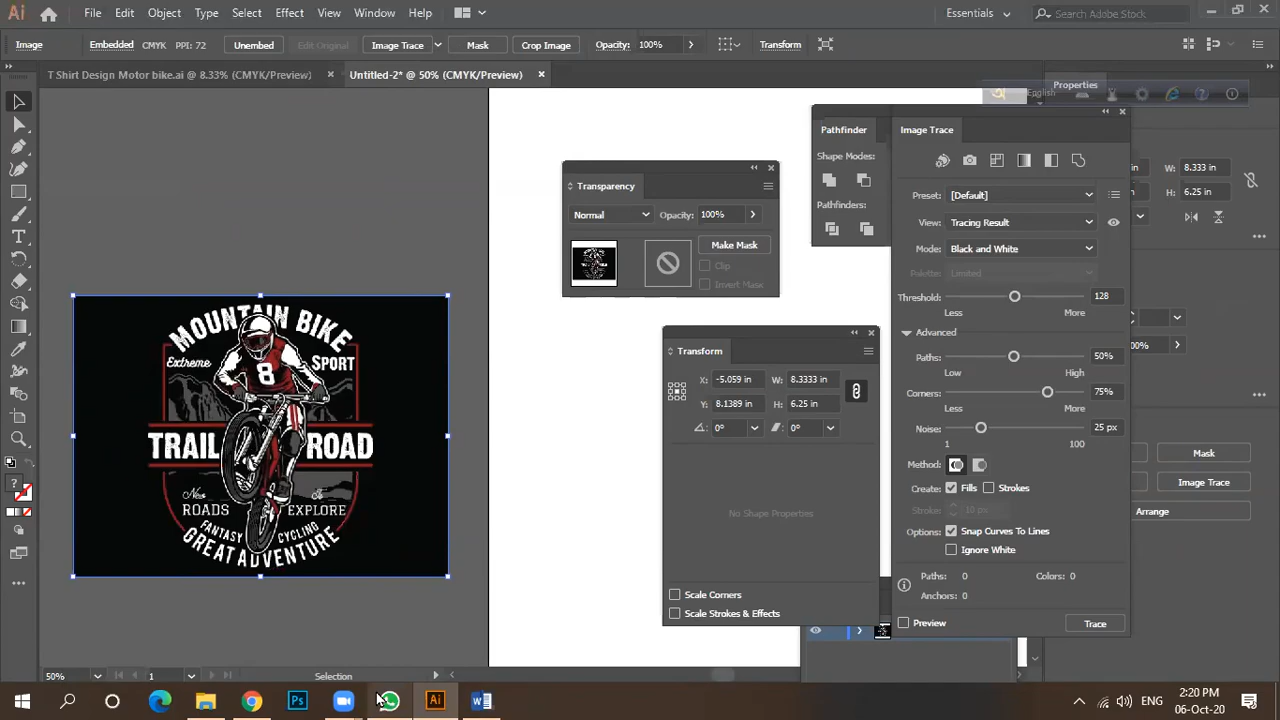 Ai File Edit Object Type Select Effect View Window Help Essentials Search Adobe Stock
Image Embedded CMYK PPI: 72 Unembed Edit Original Image Trace Mask Crop Image Opacity: 100% Transform
T Shirt Design Motor bike.ai @ 8.33% (CMYK/Preview) × Untitled-2* @ 50% (CMYK/Preview) ×
English Properties
Pathfinder
Shape Modes:
Pathfinders:
Image Trace
Preset: [Default]
View: Tracing Result
Mode: Black and White
Palette: Limited
Threshold: 128
Less More
Advanced
Paths: 50%
Low High
Corners: 75%
Less More
Noise: 25 px
1 100
Method:
Create: Fills Strokes
Stroke: 10 px
Options: Snap Curves To Lines
Ignore White
Paths: 0 Colors: 0
Anchors: 0
Preview Trace
Transparency
Normal Opacity: 100%
Make Mask
Clip
Invert Mask
Transform
X: -5.059 in W: 8.3333 in
Y: 8.1389 in H: 6.25 in
0° 0°
No Shape Properties
Scale Corners
Scale Strokes & Effects
W: 8.333 in
H: 6.25 in
00%
Mask
Image Trace
Arrange
MOUNTAIN BIKE
Extreme SPORT
8
TRAIL ROAD
New To
ROADS EXPLORE
FANTASY CYCLING
GREAT ADVENTURE
50% 1 Selection
Ps Ai ENG 2:20 PM
06-Oct-20